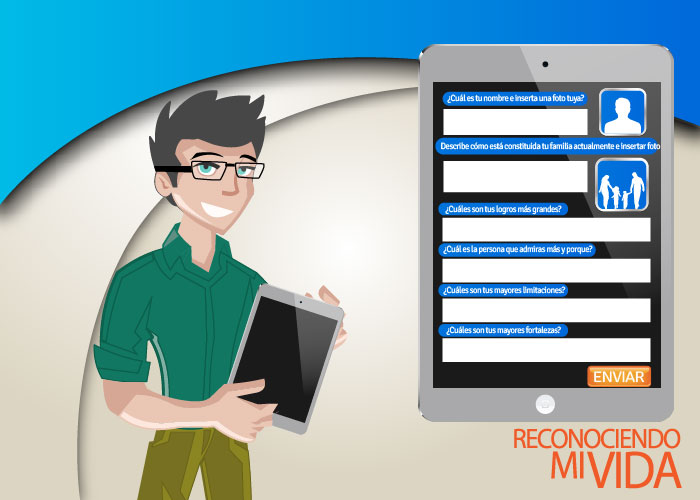 ¿Cuál es tu nombre e inserta una foto tuya?
Describe cómo está constituida tu familia actualmente e insertar foto
¿Cuáles son tus logros más grandes?
¿Cuál es la persona que admiras más y porque?
¿Cuáles son tus mayores limitaciones?
¿Cuáles son tus mayores fortalezas?
ENVIAR
RECONOCIENDO
MI VIDA